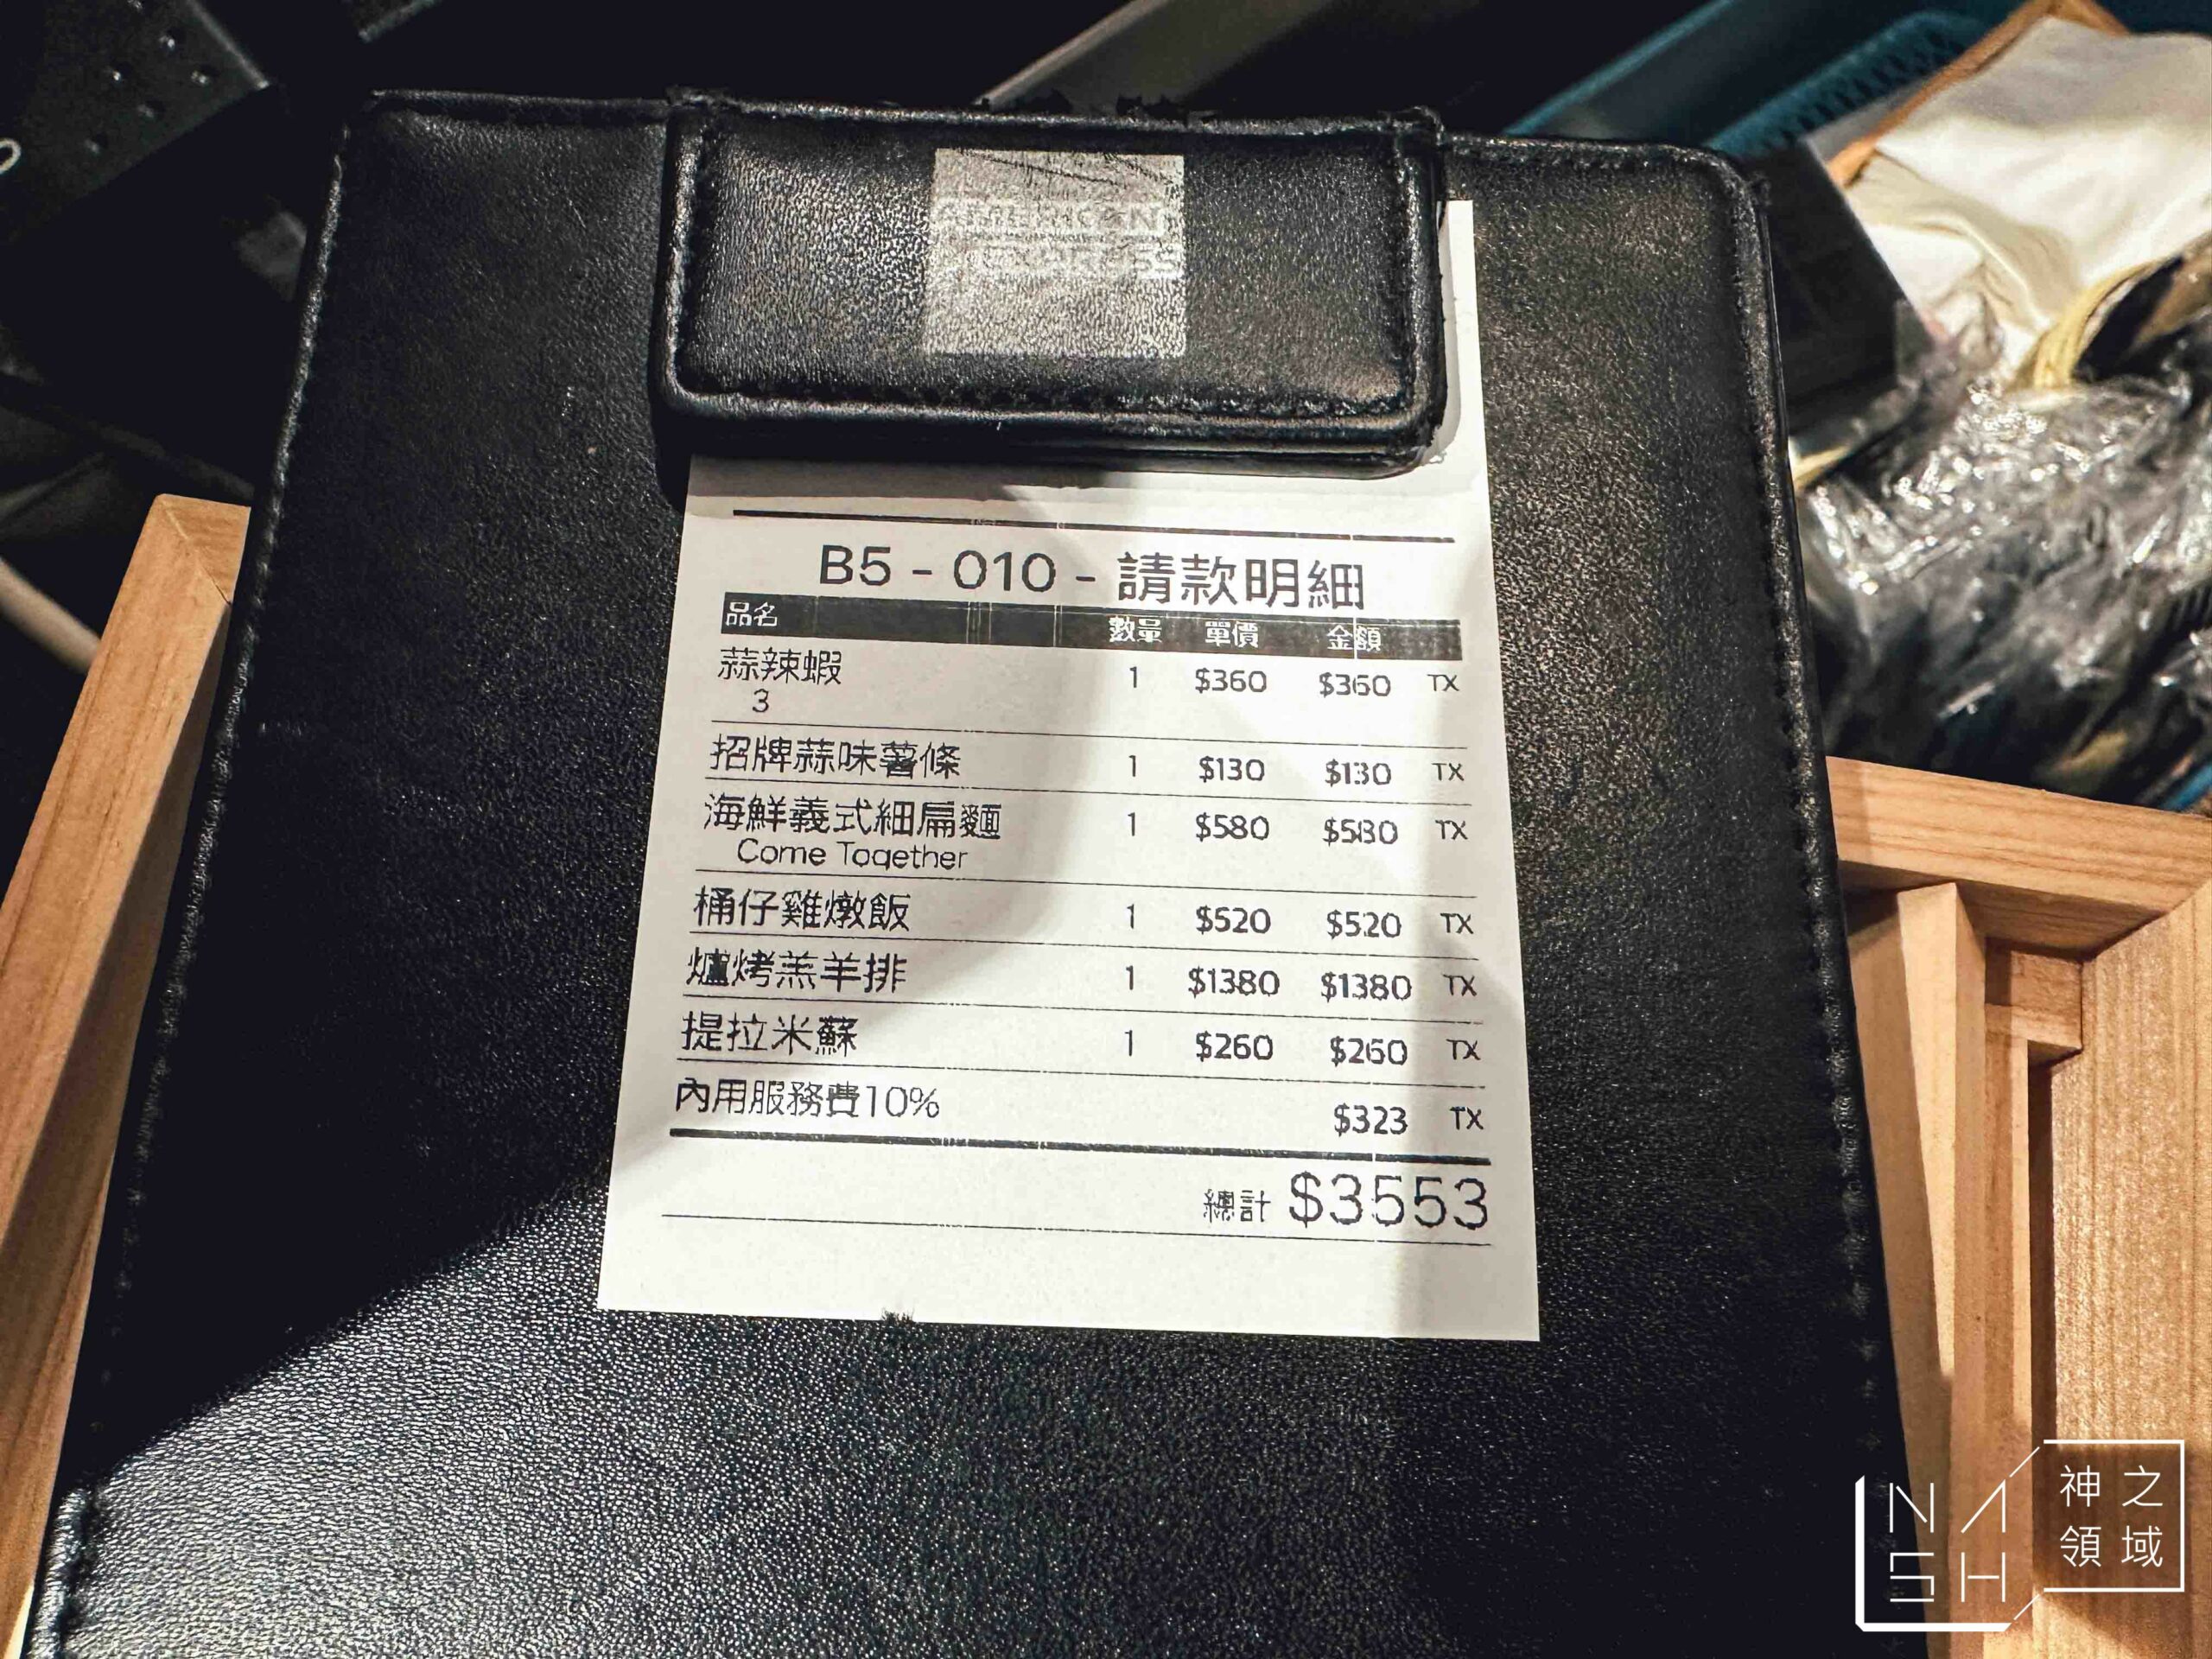 AMERICAN
EXPRESS
B5 - 010 - 請款明細
品名 數量 單價 金額
蒜辣蝦 1 $360 $360 TX
3
招牌蒜味薯條 1 $130 $130 TX
海鮮義式細扁麵 1 $580 $580 TX
Come Together
桶仔雞燉飯 1 $520 $520 TX
爐烤羔羊排 1 $1380 $1380 TX
提拉米蘇 1 $260 $260 TX
內用服務費10% $323 TX
總計 $3553
NASH
神之
領域